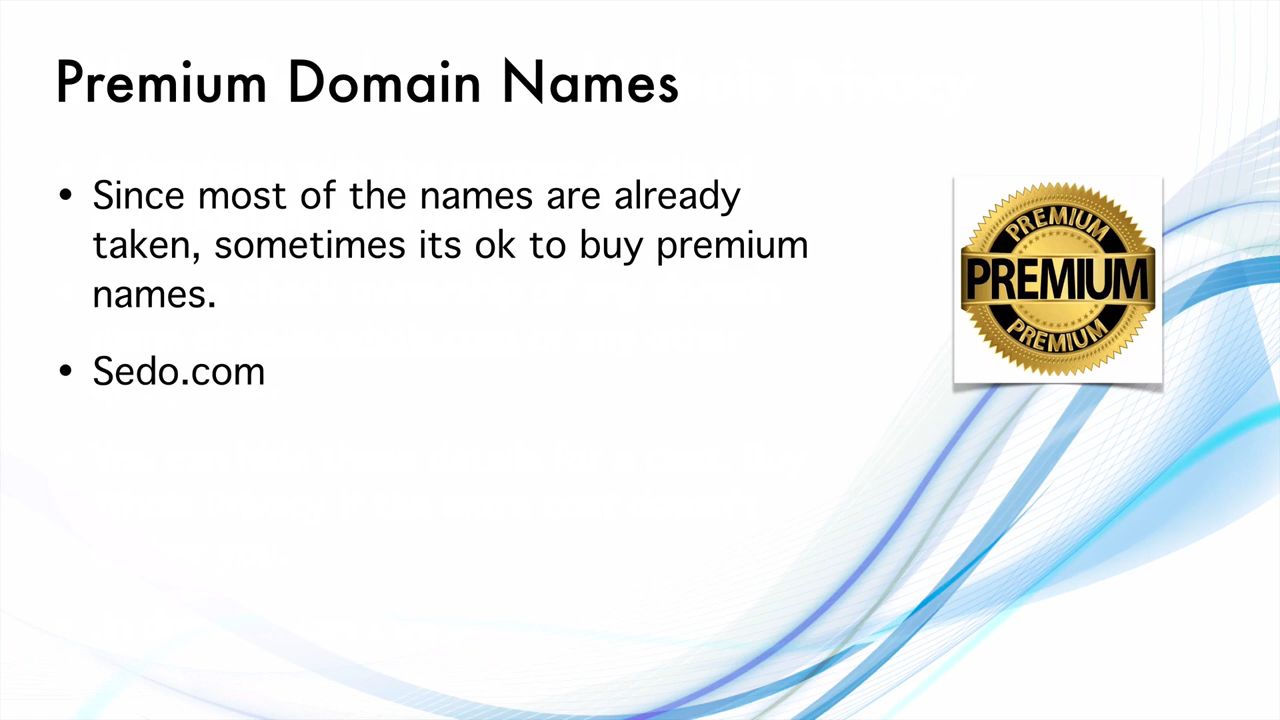 Premium Domain Names
• Since most of the names are already
taken, sometimes its ok to buy premium
names.
• Sedo.com
PREMIUM
PREMIUM
PREMIUM